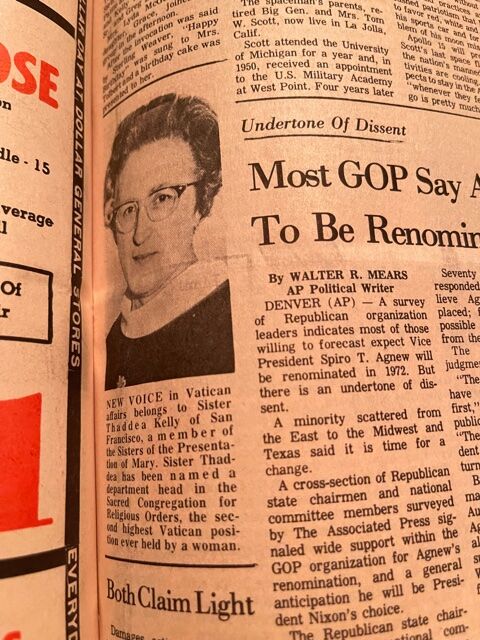 OSE
on
dle - 15
verage
Of
EVERY DAY AT DOLLAR GENERAL STORES
EVERYD
the afternoon.
invocation was said
"Happy
was sung to Mrs.
and a birthday cake was
presented to her.
The spaceman's parents, re-
tired Big Gen. and Mrs. Tom
W. Scott, now live in La Jolla,
Calif.
Scott attended the University
of Michigan for a year and, in
1950, received an appointment
to the U.S. Military Academy
at West Point. Four years later
to favor red, white and
his sports car and for
blem of his mood
Apollo 15 will
Scott's last space
the nation's manned
tivities are cooling,
pects to stay in the
"whenever they fe
go is pretty much
NEW VOICE in Vatican
affairs belongs to Sister
Thaddea Kelly of San
Francisco, a member of
the Sisters of the Presenta-
tion of Mary. Sister Thad-
dea has been named a
department head in the
Sacred Congregation for
Religious Orders, the sec-
ond highest Vatican posi-
tion ever held by a woman.
Both Claim Light
Undertone Of Dissent
Most GOP Say A
To Be Renomin
By WALTER R. MEARS
AP Political Writer
DENVER (AP) — A survey
of Republican organization
leaders indicates most of those
willing to forecast expect Vice
President Spiro T. Agnew will
be renominated in 1972. But
there is an undertone of dis-
sent.
A minority scattered from
the East to the Midwest and
Texas said it is time for a
change.
A cross-section of Republican
state chairmen and national
committee members surveyed
by The Associated Press sig-
naled wide support within the
GOP organization for Agnew's
renomination, and a general
anticipation he will be Presi-
dent Nixon's choice.
The Republican state chair-
Seventy
responded
lieve Ag
placed;
possible
from the
The
judgme
"The
have
first,"
public
"The
dent